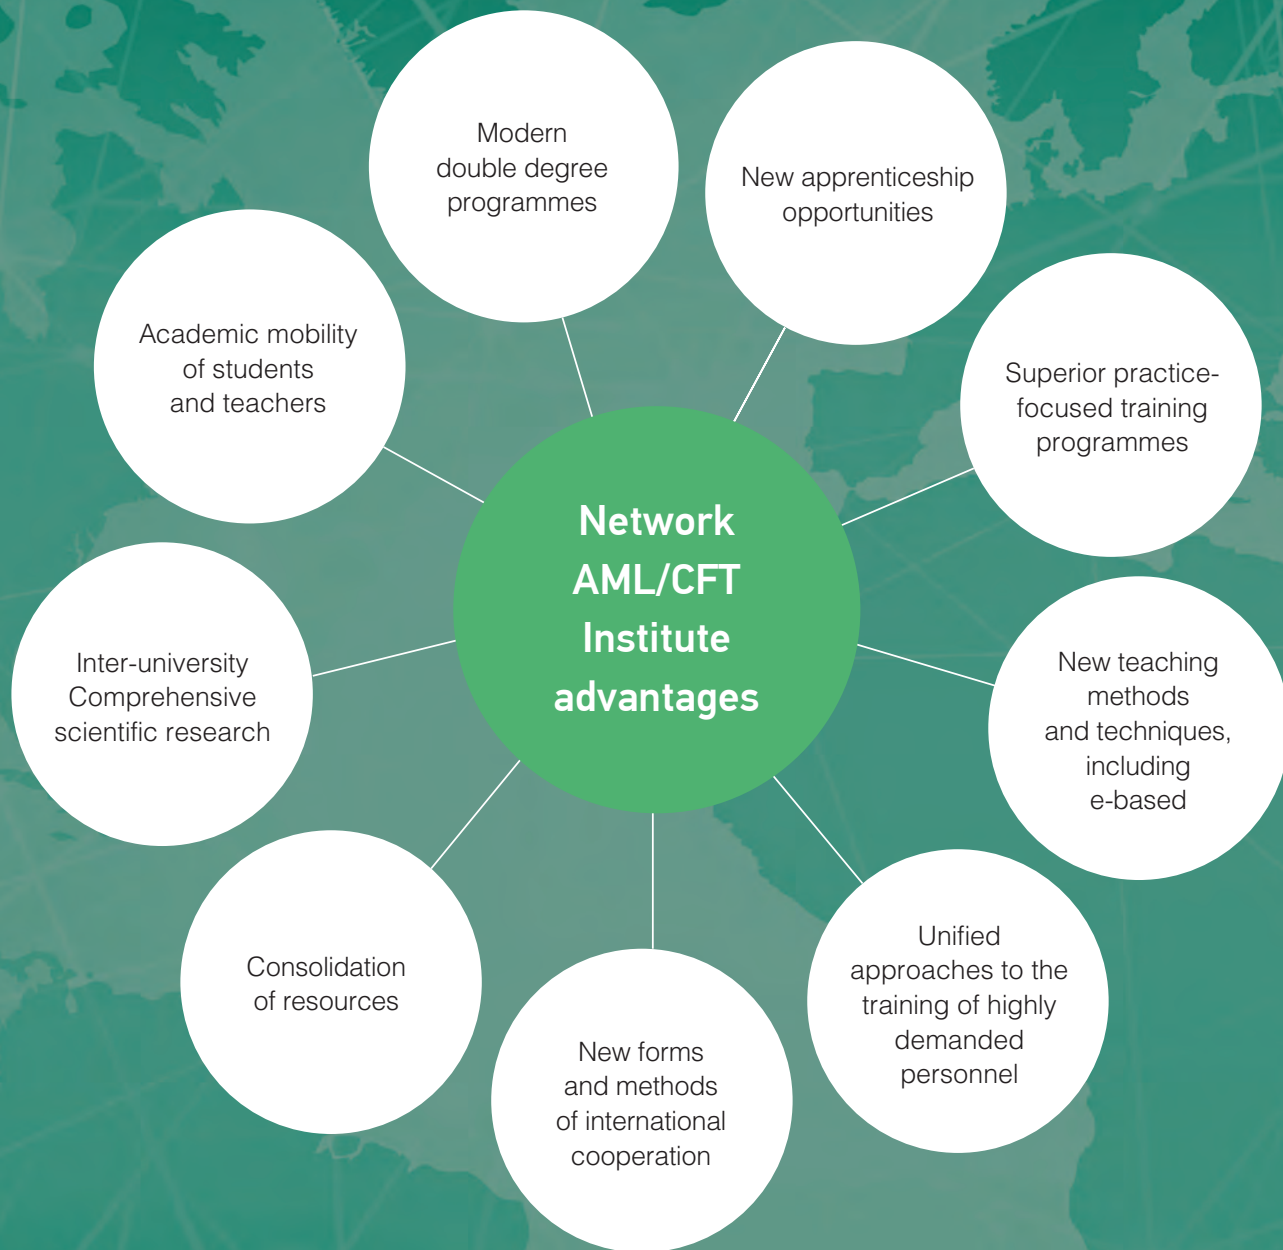 Modern
double degree
programmes
New apprenticeship
opportunities
Academic mobility
of students
and teachers
Superior practice-
focused training
programmes
Network
AML/CFT
Institute
advantages
Inter-university
Comprehensive
scientific research
New teaching
methods
and techniques,
including
e-based
Consolidation
of resources
Unified
approaches to the
training of highly
demanded
personnel
New forms
and methods
of international
cooperation